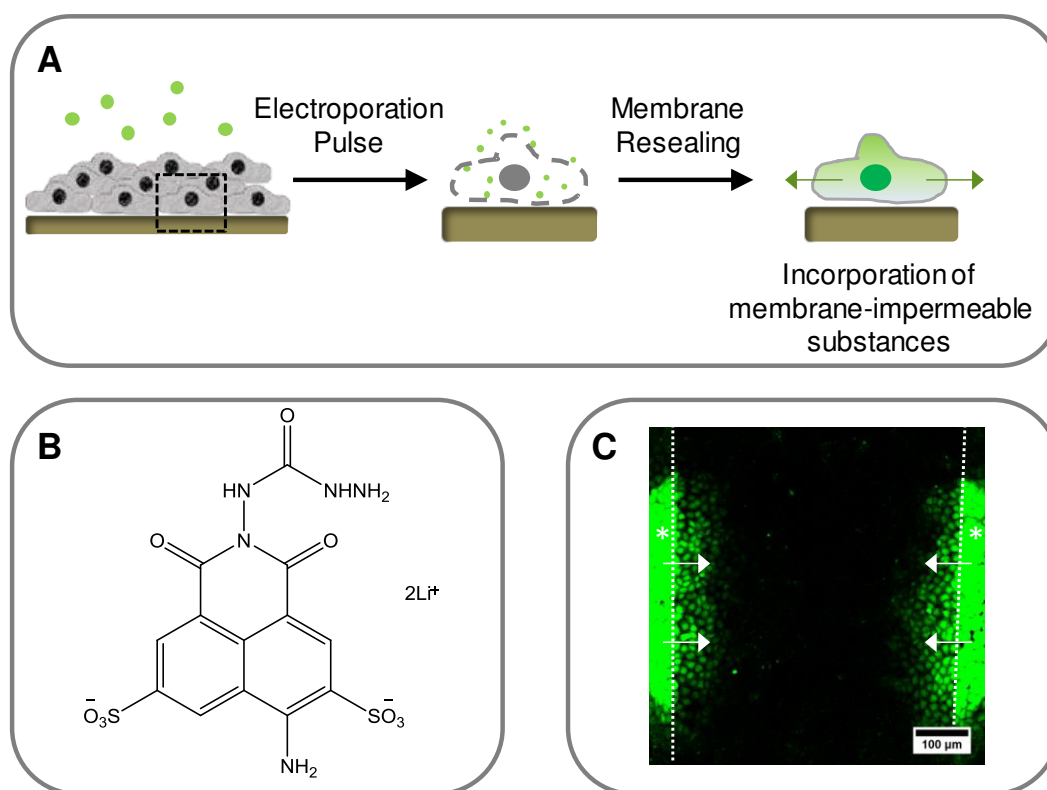 A
Electroporation
Pulse
Membrane
Resealing
Incorporation of
membrane-impermeable
substances
B
O
HN
NHNH2
O
N
O
2Li+
−
O3S
−
SO3
NH2
C
*
*
100 µm